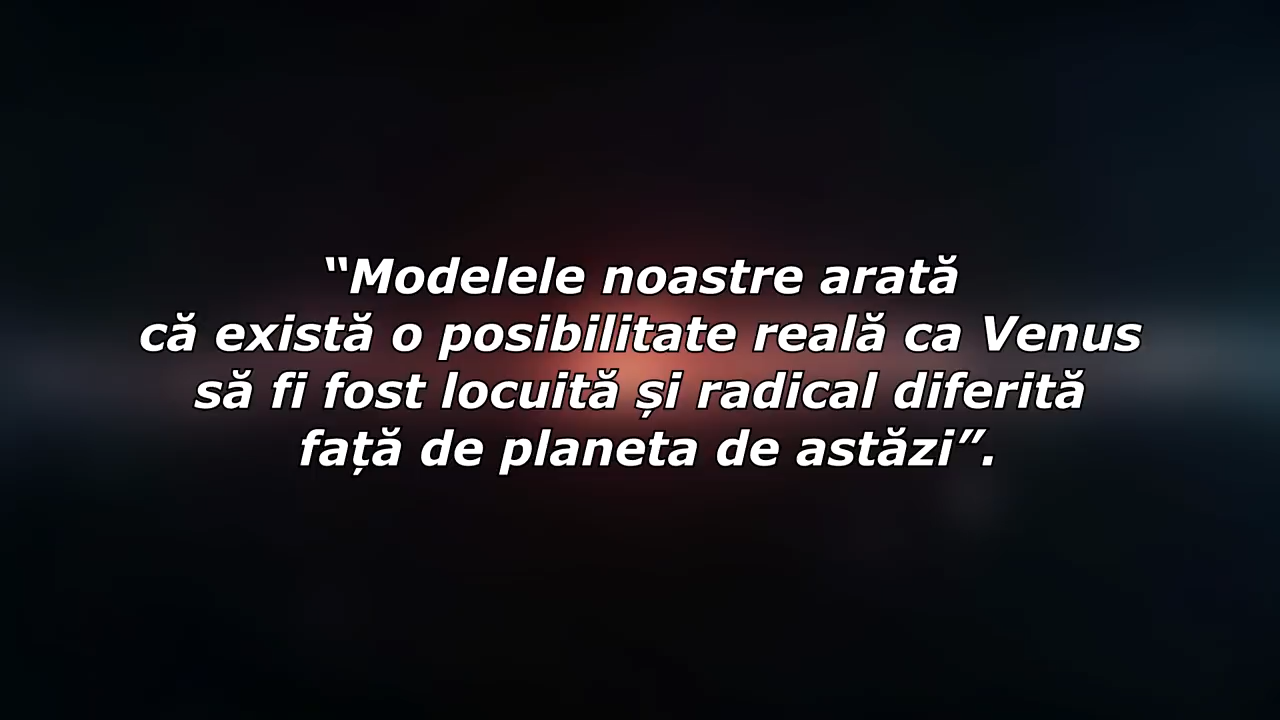 “Modelele noastre arată
că există o posibilitate reală ca Venus
să fi fost locuită și radical diferită
față de planeta de astăzi”.